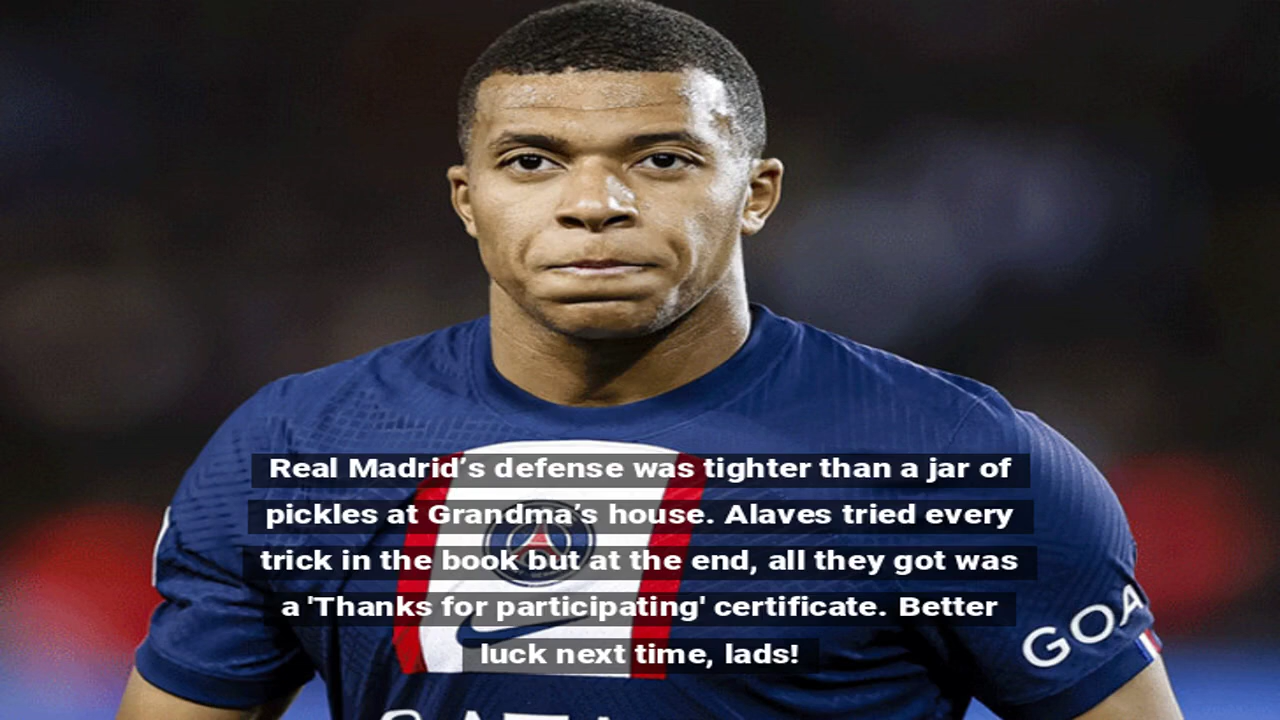 Real Madrid’s defense was tighter than a jar of
pickles at Grandma’s house. Alaves tried every
trick in the book but at the end, all they got was
a 'Thanks for participating' certificate. Better
luck next time, lads!
GOA